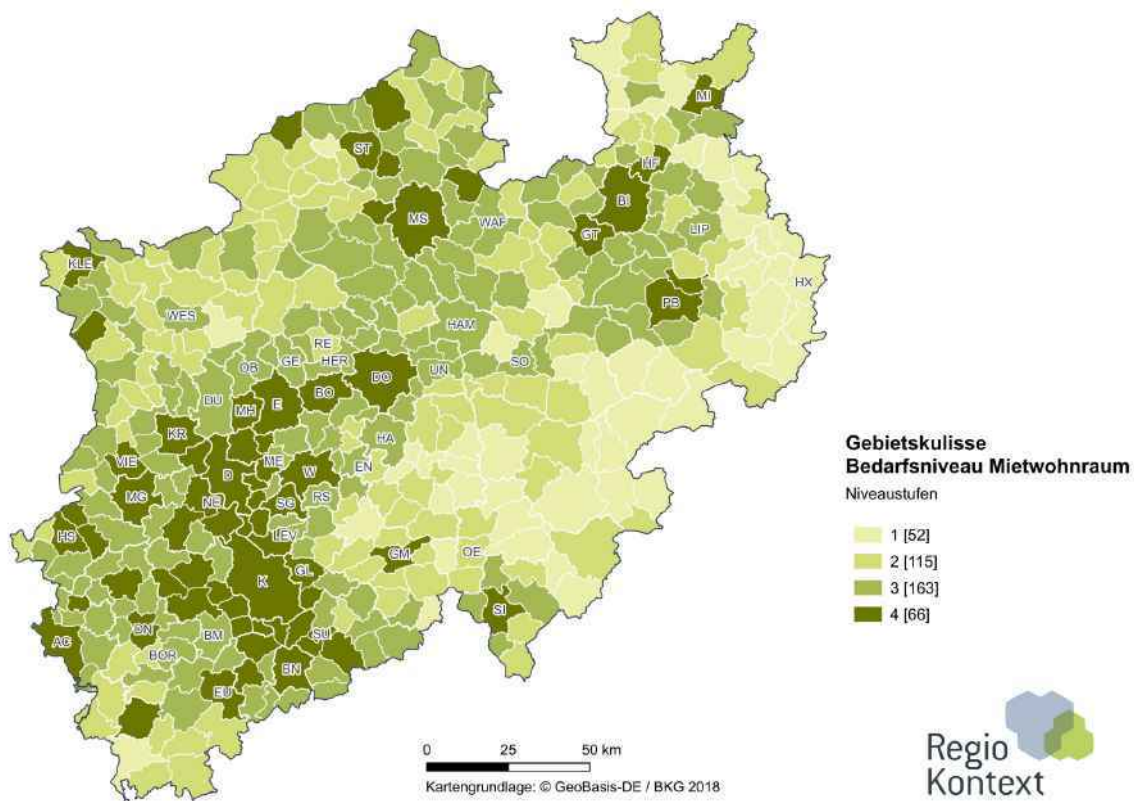 MI
ST
HF
BI
MS
WAF
GT
LIP
KLE
HX
PB
WES
HAM
RE
OB
GE
HER
SO
UN
DO
BO
DU
MH
E
KR
HA
VIE
ME
EN
D
W
MG
NE
SG
RS
HS
LEV
GM
OE
K
GL
SI
DN
BM
SU
AC
BOR
BN
EU
Gebietskulisse
Bedarfsniveau Mietwohnraum
Niveaustufen
1 [52]
2 [115]
3 [163]
4 [66]
0 25 50 km
Kartengrundlage: © GeoBasis-DE / BKG 2018
Regio
Kontext